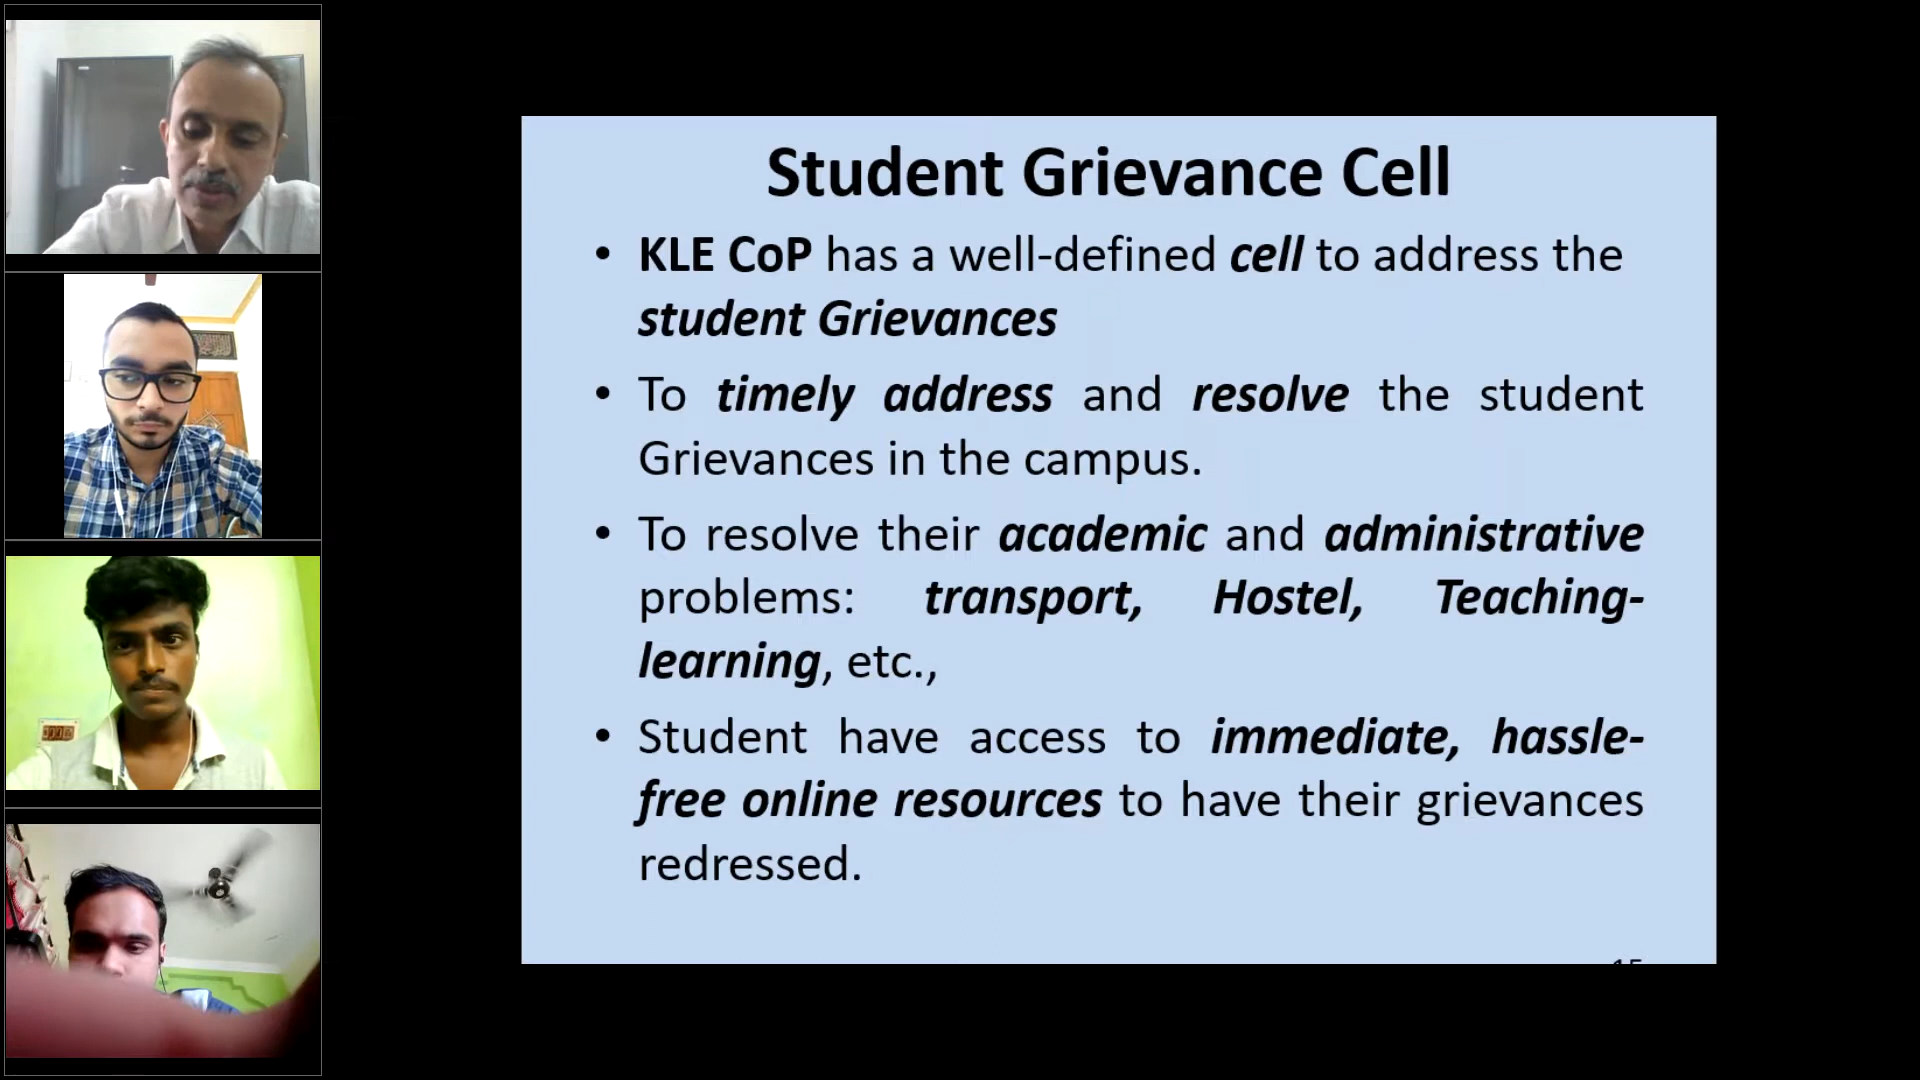 Student Grievance Cell
• KLE CoP has a well-defined cell to address the
student Grievances
• To timely address and resolve the student
Grievances in the campus.
• To resolve their academic and administrative
problems: transport, Hostel, Teaching-
learning, etc.,
• Student have access to immediate, hassle-
free online resources to have their grievances
redressed.
15